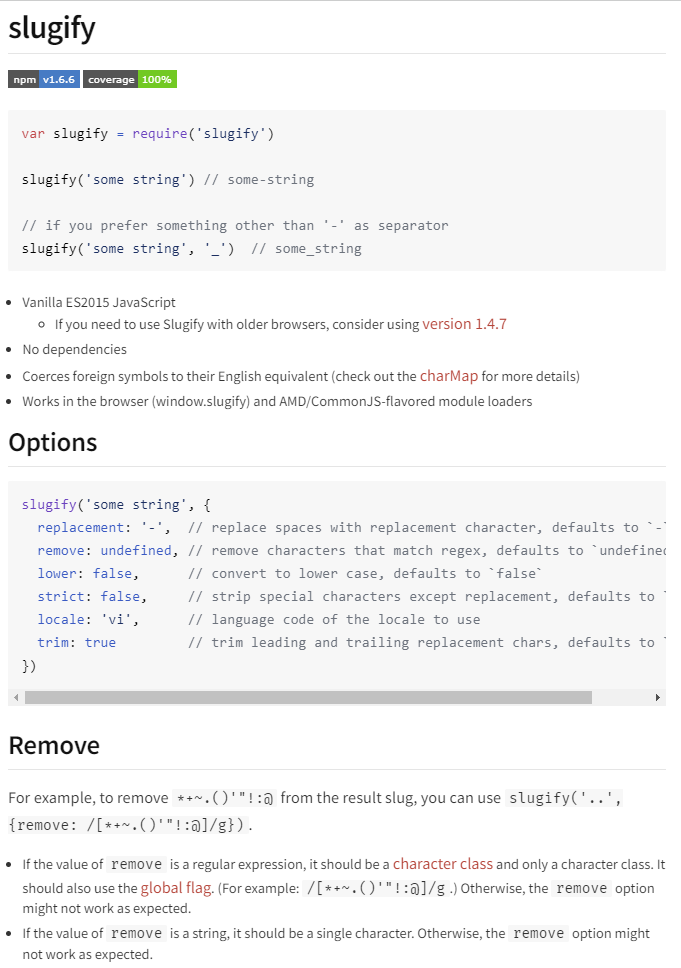 slugify
npm v1.6.6 coverage 100%
var slugify = require('slugify')
slugify('some string') // some-string
// if you prefer something other than '-' as separator
slugify('some string', '_')  // some_string
Vanilla ES2015 JavaScript
If you need to use Slugify with older browsers, consider using version 1.4.7
No dependencies
Coerces foreign symbols to their English equivalent (check out the charMap for more details)
Works in the browser (window.slugify) and AMD/CommonJS-flavored module loaders
Options
slugify('some string', {
  replacement: '-',  // replace spaces with replacement character, defaults to `-`
  remove: undefined, // remove characters that match regex, defaults to `undefined
  lower: false,      // convert to lower case, defaults to `false`
  strict: false,     // strip special characters except replacement, defaults to `
  locale: 'vi',      // language code of the locale to use
  trim: true         // trim leading and trailing replacement chars, defaults to `
})
Remove
For example, to remove *+~.()'"!:@ from the result slug, you can use slugify('..',
{remove: /[*+~.()'"!:@]/g}).
If the value of remove is a regular expression, it should be a character class and only a character class. It
should also use the global flag. (For example: /[*+~.()'"!:@]/g .) Otherwise, the remove option
might not work as expected.
If the value of remove is a string, it should be a single character. Otherwise, the remove option might
not work as expected.